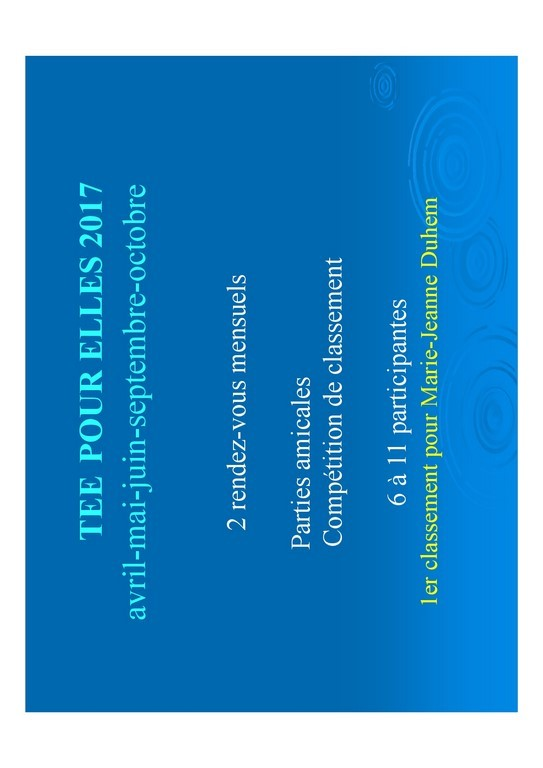 TEE POUR ELLES 2017
avril-mai-juin-septembre-octobre
2 rendez-vous mensuels
Parties amicales
Compétition de classement
6 à 11 participantes
1er classement pour Marie-Jeanne Duhem